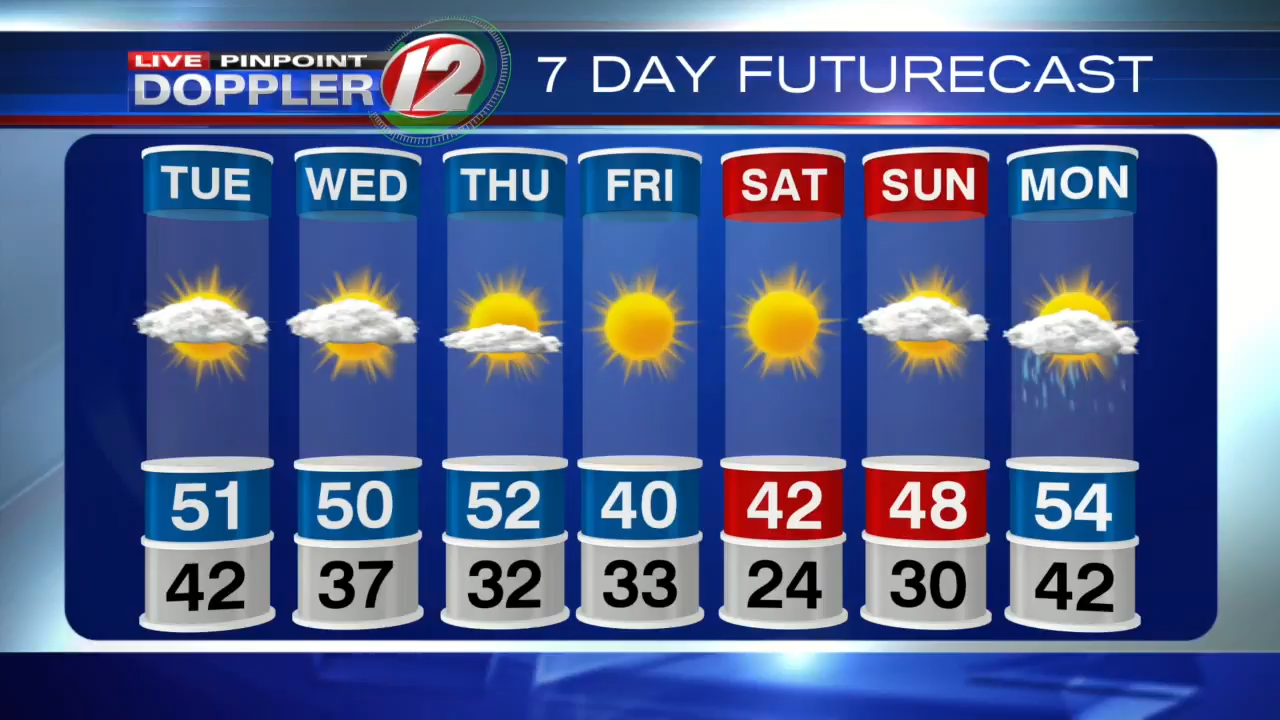 LIVE PINPOINT
DOPPLER 12
7 DAY FUTURECAST
TUE WED THU FRI SAT SUN MON
51 50 52 40 42 48 54
42 37 32 33 24 30 42